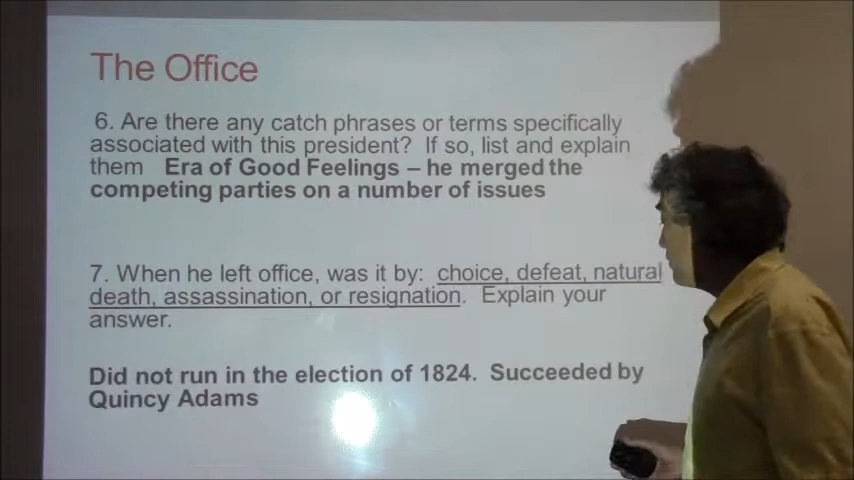 The Office
6. Are there any catch phrases or terms specifically
associated with this president? If so, list and explain
them Era of Good Feelings – he merged the
competing parties on a number of issues
7. When he left office, was it by: choice, defeat, natural
death, assassination, or resignation. Explain your
answer.
Did not run in the election of 1824. Succeeded by
Quincy Adams